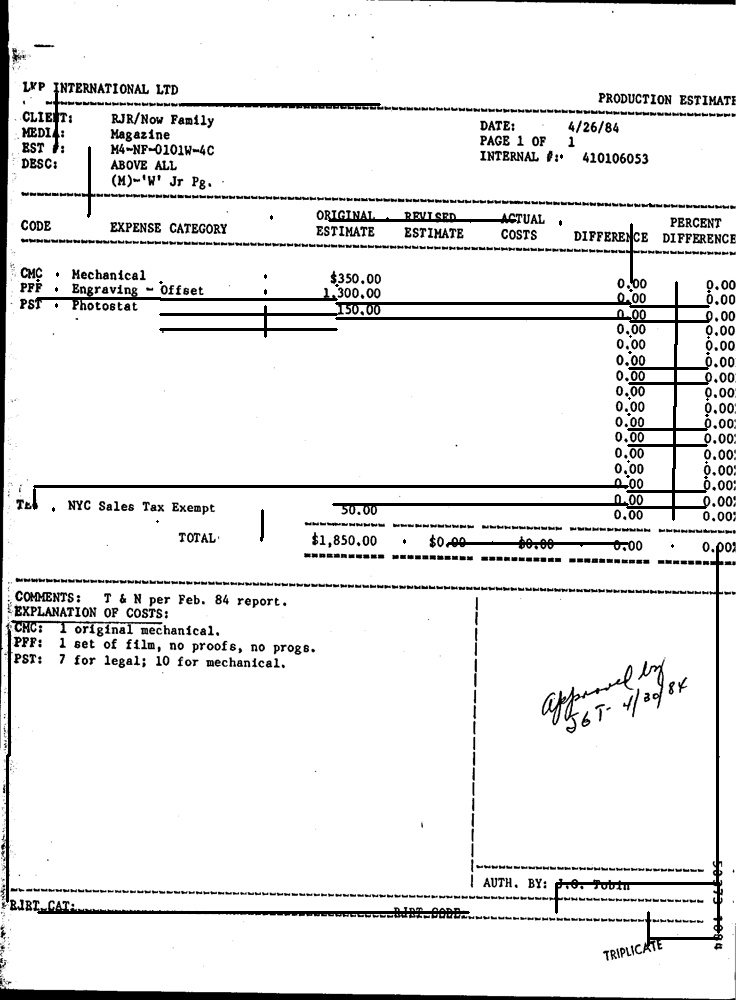 INTERNATIONAL LTD
PRODUCTION ESTIMATE
CLIENT: RJR/Now Family
MEDIA: Magazine
EST #: M4-NF-0101W-4C
DESC: ABOVE ALL
(M)-'W' Jr Pg.
DATE: 4/26/84
PAGE 1 OF 1
INTERNAL #: 410106053
ORIGINAL REVISED ACTUAL PERCENT
CODE EXPENSE CATEGORY ESTIMATE ESTIMATE COSTS DIFFERENCE DIFFERENCE
CMC Mechanical $350.00 0.00 0.00
PFF Engraving - Offset 1,300.00 0.00 0.00
PST Photostat 150.00 0.00 0.00
0.00 0.00
0.00 0.00
0.00 0.00
0.00 0.00
0.00 0.00
0.00 0.00
0.00 0.00
0.00 0.00
0.00 0.00
0.00 0.00
0.00 0.00
NYC Sales Tax Exempt 50.00 0.00 0.00
0.00 0.00
TOTAL $1,850.00 $0.00 $0.00 0.00 0.00%
COMMENTS: T & N per Feb. 84 report.
EXPLANATION OF COSTS:
CMC: 1 original mechanical.
PFF: 1 set of film, no proofs, no progs.
PST: 7 for legal; 10 for mechanical.
Approved by
JGT- 4/30/84
AUTH. BY: J.G. Tobin
RJRT CAT: RJRT CODE:
TRIPLICATE